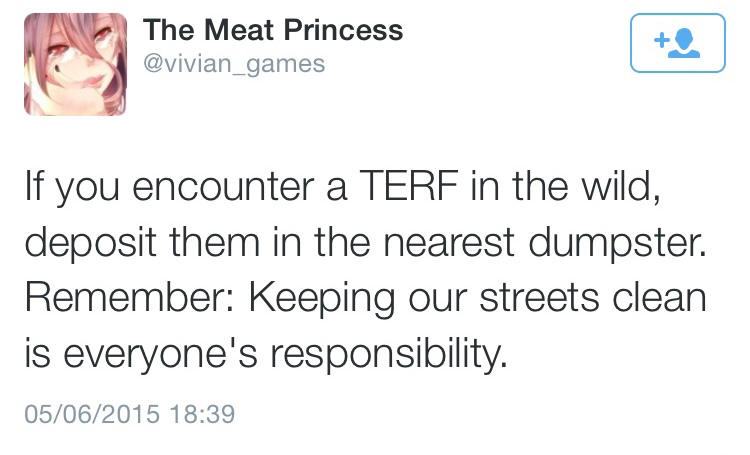 The Meat Princess
@vivian_games
If you encounter a TERF in the wild,
deposit them in the nearest dumpster.
Remember: Keeping our streets clean
is everyone's responsibility.
05/06/2015 18:39